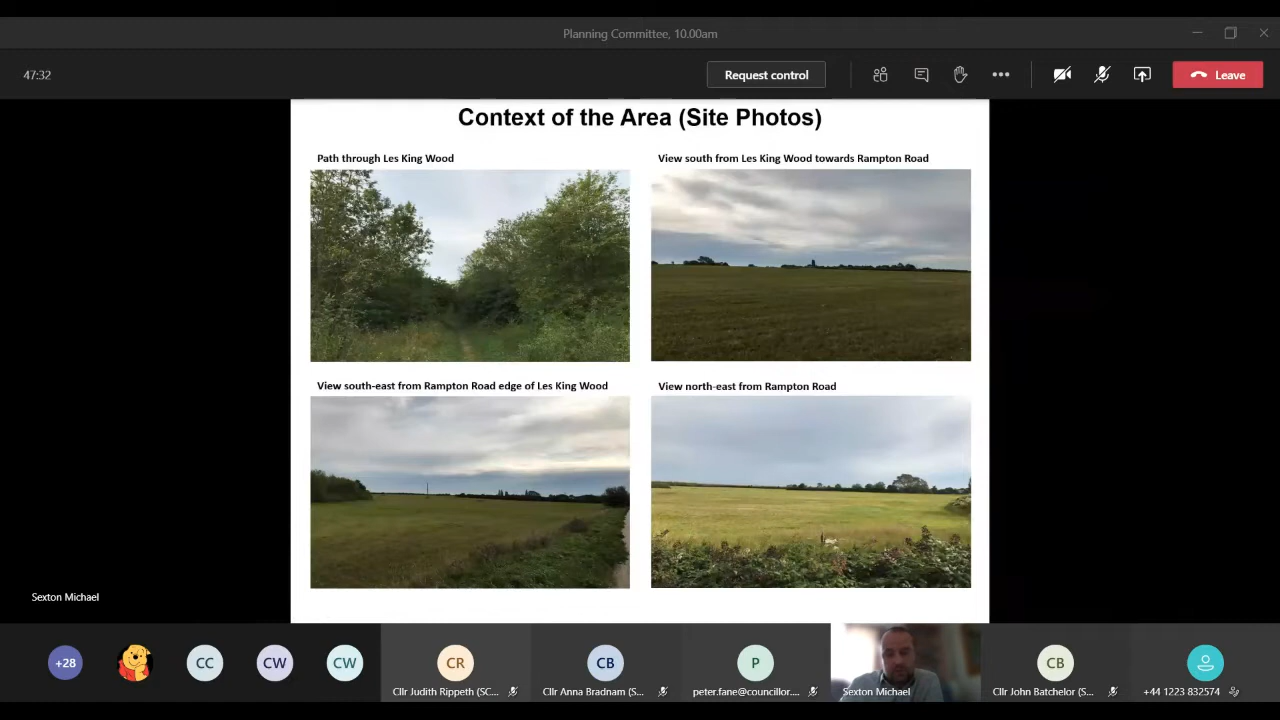 Planning Committee, 10.00am
47:32
Request control
Leave
Context of the Area (Site Photos)
Path through Les King Wood
View south from Les King Wood towards Rampton Road
View south-east from Rampton Road edge of Les King Wood
View north-east from Rampton Road
Sexton Michael
+28
CC
CW
CW
CR
Cllr Judith Rippeth (SC...
CB
Cllr Anna Bradnam (S...
P
peter.fane@councillor....
Sexton Michael
CB
Cllr John Batchelor (S...
+44 1223 832574